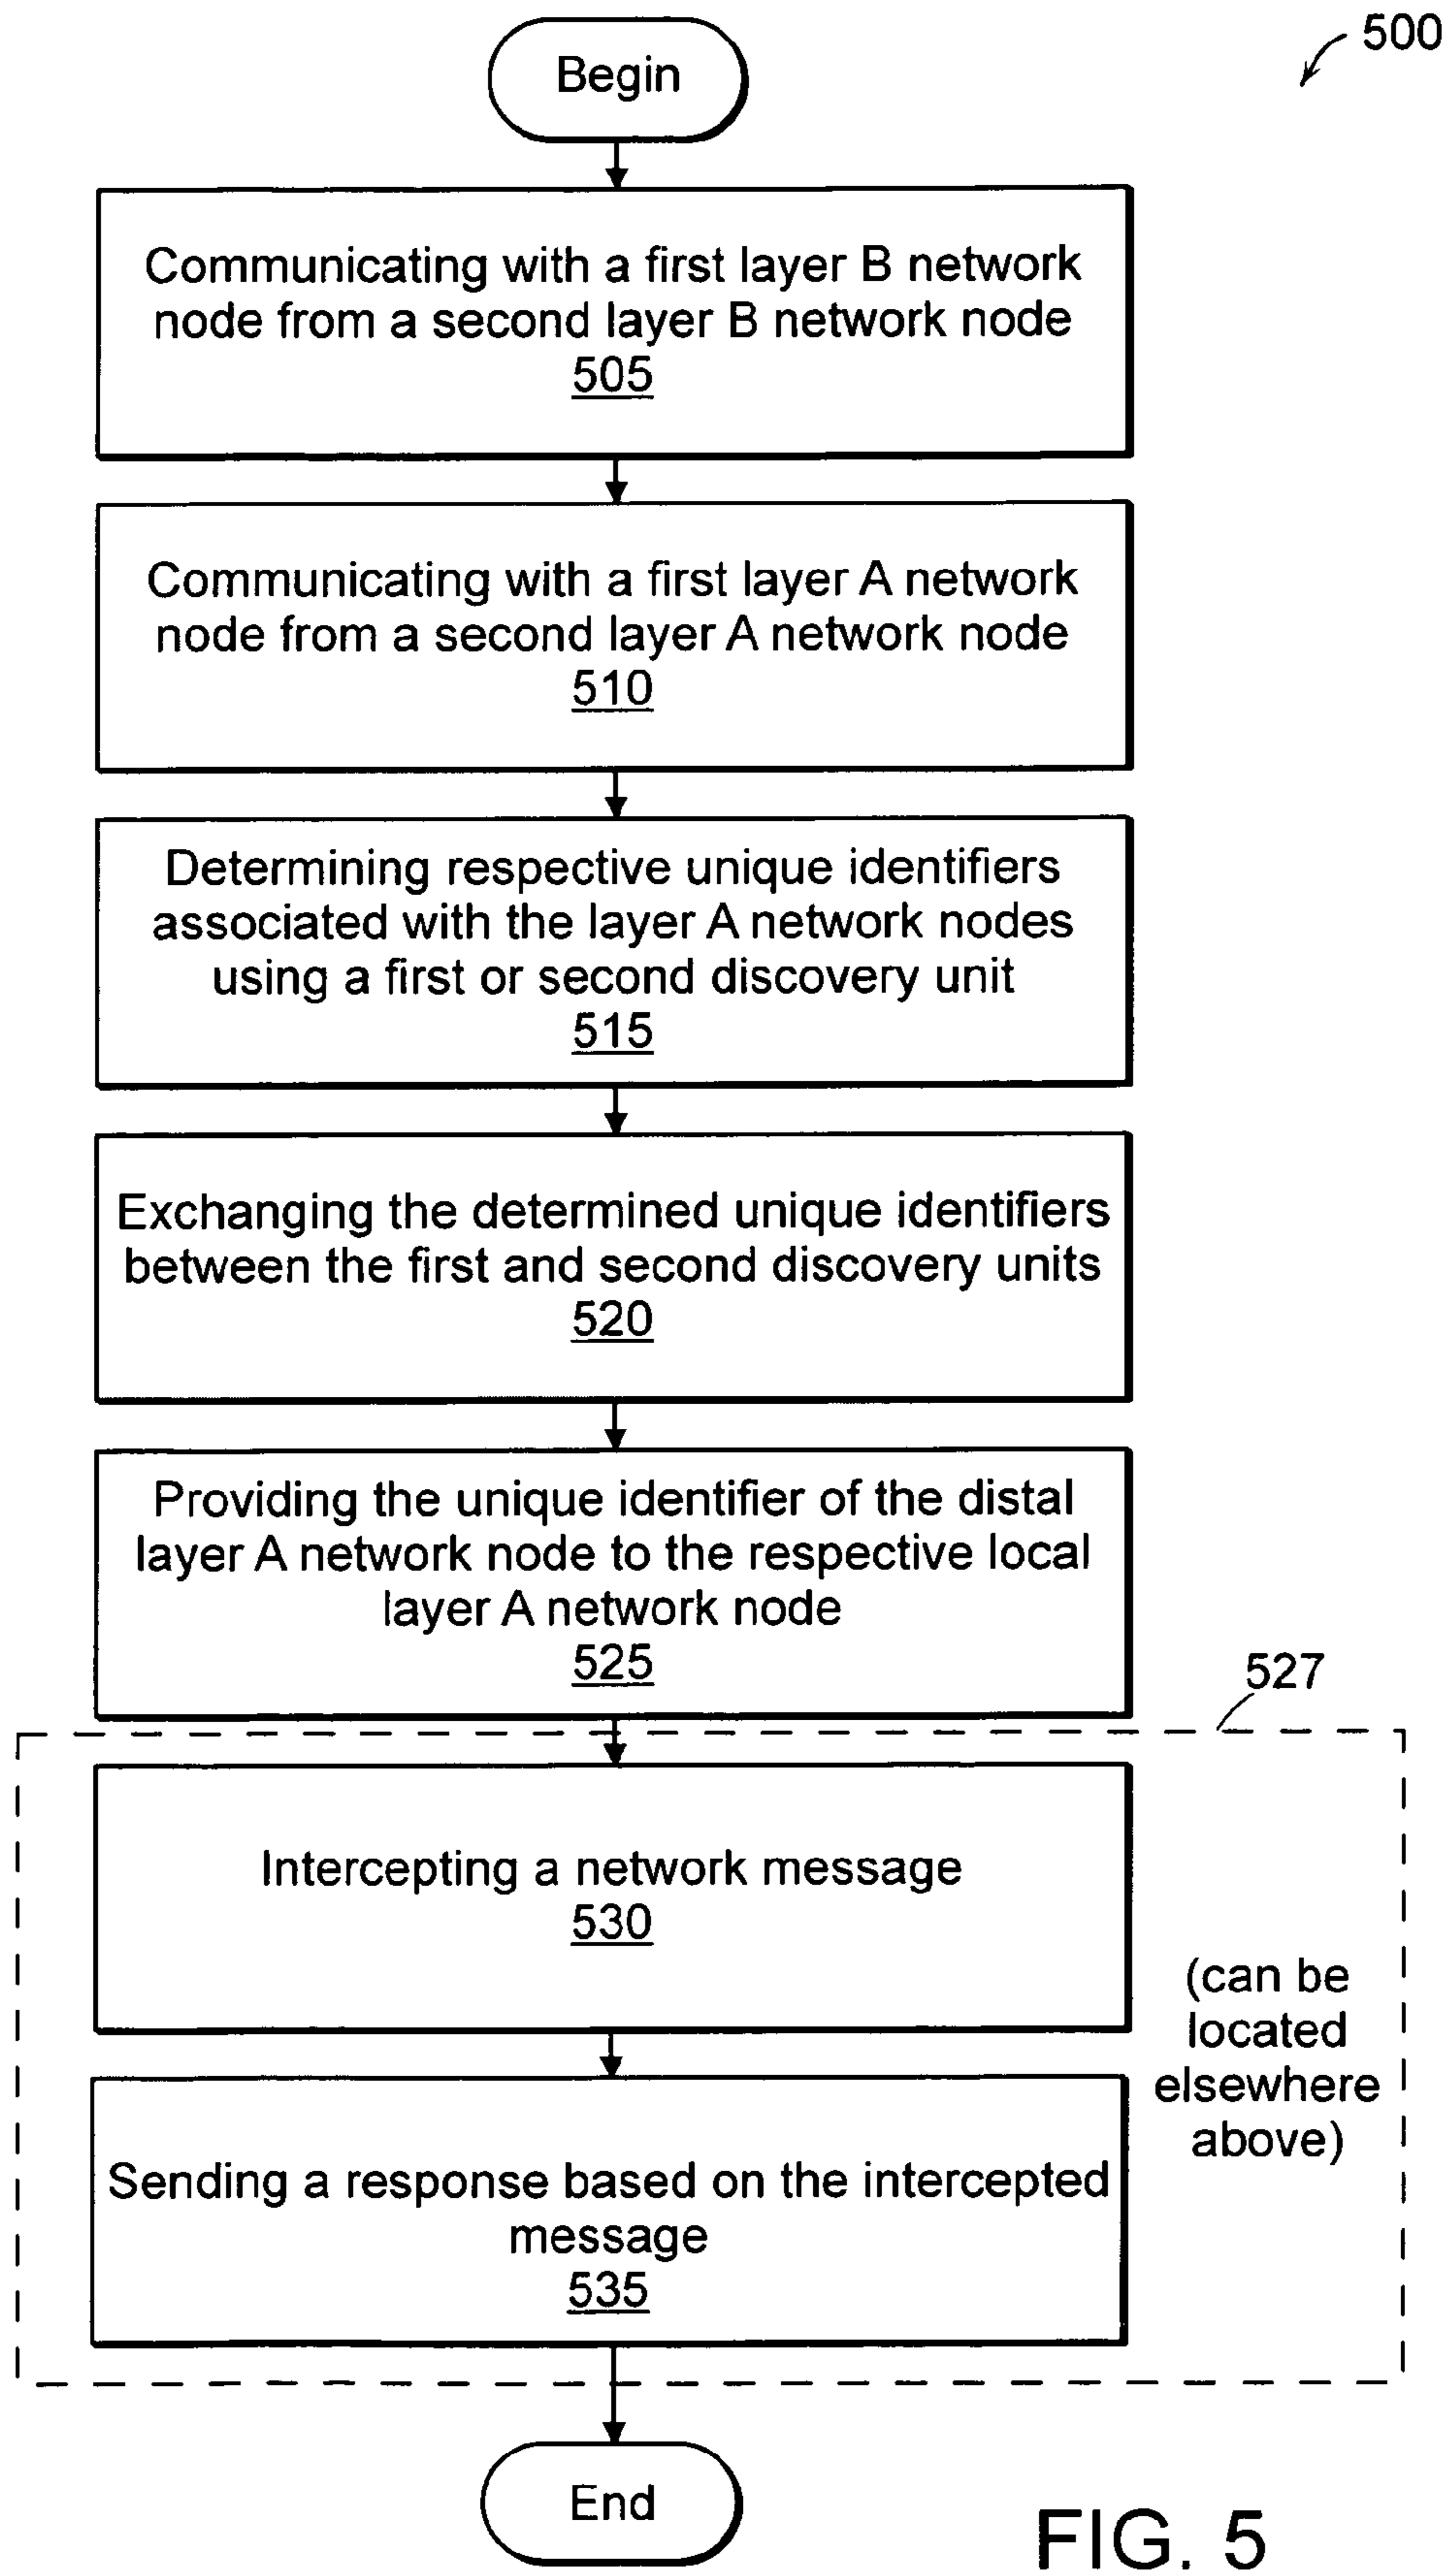 500
Begin
Communicating with a first layer B network
node from a second layer B network node
505
Communicating with a first layer A network
node from a second layer A network node
510
Determining respective unique identifiers
associated with the layer A network nodes
using a first or second discovery unit
515
Exchanging the determined unique identifiers
between the first and second discovery units
520
Providing the unique identifier of the distal
layer A network node to the respective local
layer A network node
525
527
Intercepting a network message
530
(can be
located
elsewhere
above)
Sending a response based on the intercepted
message
535
End
FIG. 5